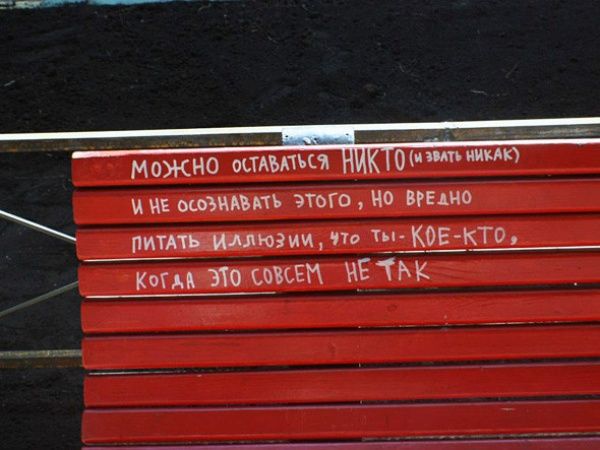 МОЖНО ОСТАВАТЬСЯ НИКТО (И ЗВАТЬ НИКАК)
И НЕ ОСОЗНАВАТЬ ЭТОГО, НО ВРЕДНО
ПИТАТЬ ИЛЛЮЗИИ, ЧТО ТЫ - КОЕ-КТО,
КОГДА ЭТО СОВСЕМ НЕ ТАК